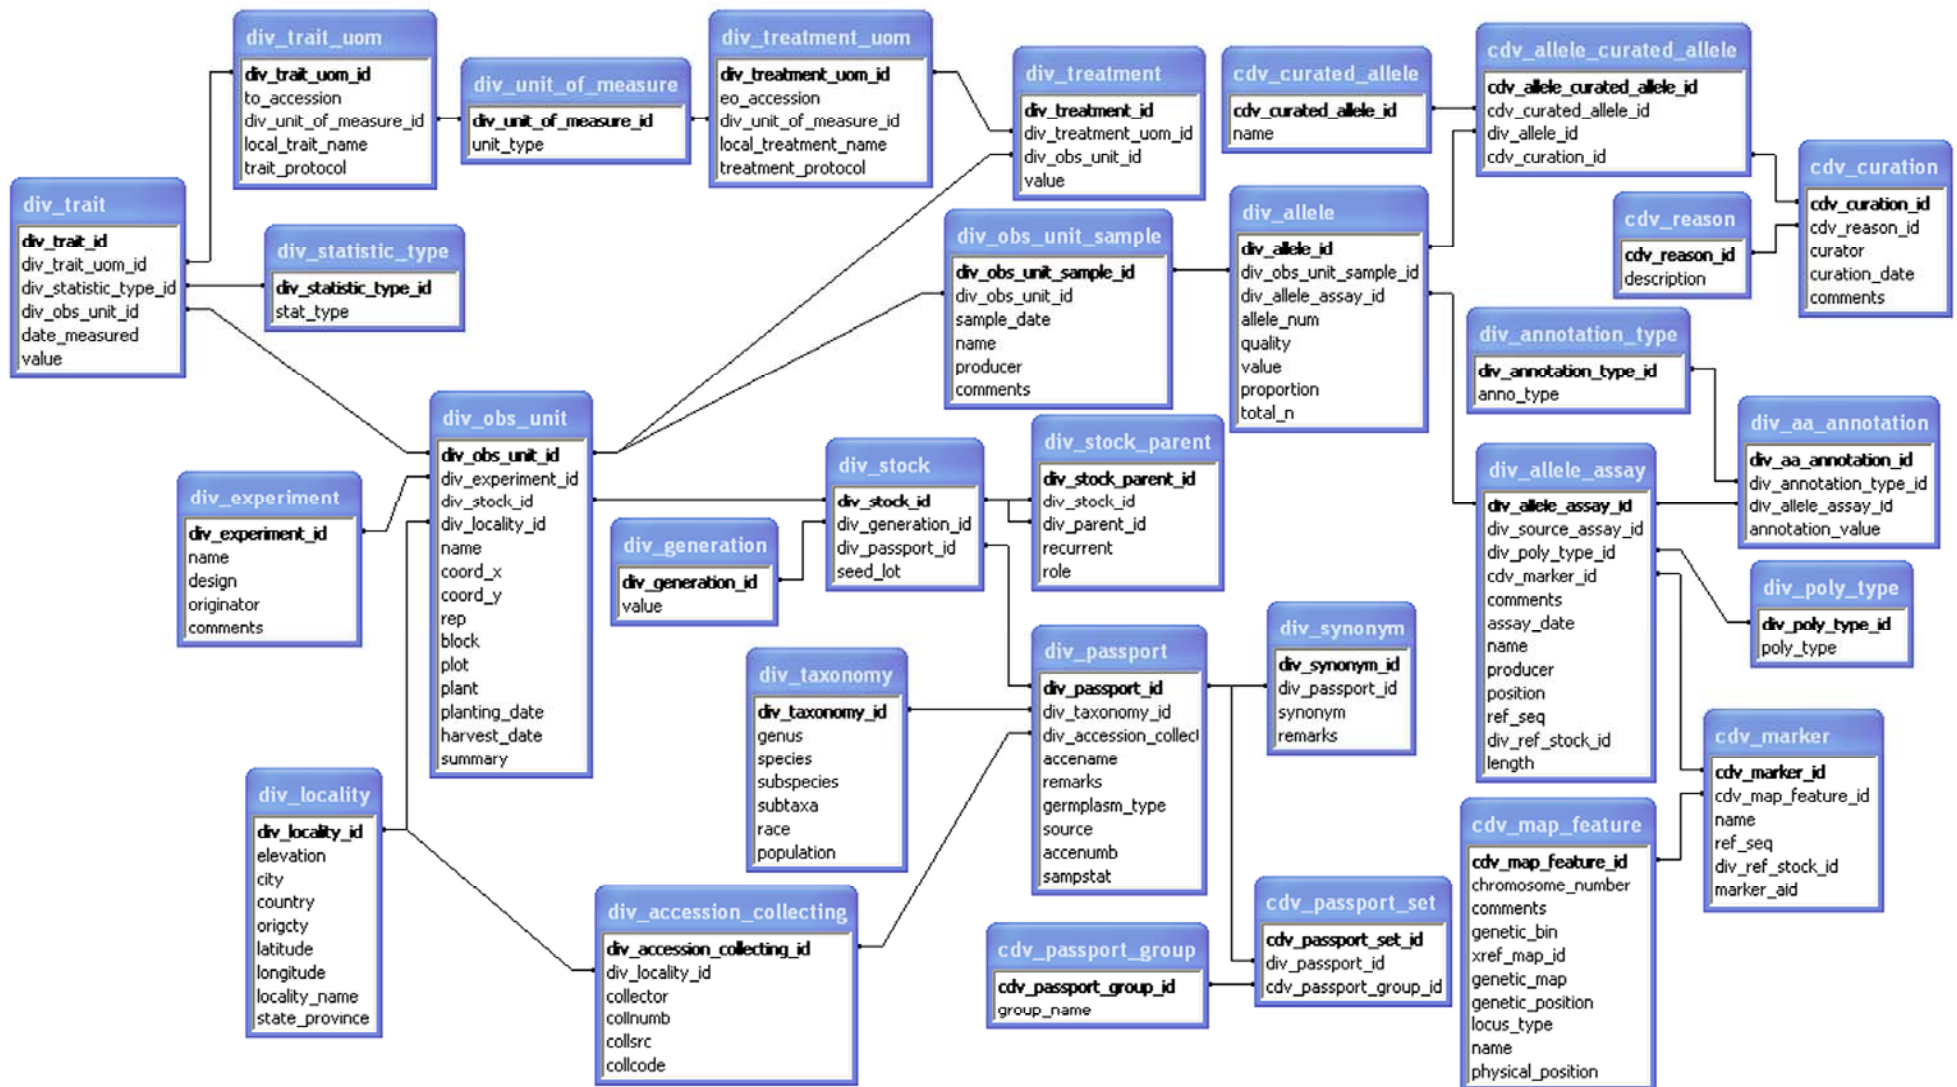 div_trait_uom
div_trait_uom_id
to_accession
div_unit_of_measure_id
local_trait_name
trait_protocol
div_unit_of_measure
div_unit_of_measure_id
unit_type
div_treatment_uom
div_treatment_uom_id
eo_accession
div_unit_of_measure_id
local_treatment_name
treatment_protocol
div_treatment
div_treatment_id
div_treatment_uom_id
div_obs_unit_id
value
cdv_curated_allele
cdv_curated_allele_id
name
cdv_allele_curated_allele
cdv_allele_curated_allele_id
cdv_curated_allele_id
div_allele_id
cdv_curation_id
cdv_curation
cdv_curation_id
cdv_reason_id
curator
curation_date
comments
cdv_reason
cdv_reason_id
description
div_trait
div_trait_id
div_trait_uom_id
div_statistic_type_id
div_obs_unit_id
date_measured
value
div_statistic_type
div_statistic_type_id
stat_type
div_obs_unit_sample
div_obs_unit_sample_id
div_obs_unit_id
sample_date
name
producer
comments
div_allele
div_allele_id
div_obs_unit_sample_id
div_allele_assay_id
allele_num
quality
value
proportion
total_n
div_annotation_type
div_annotation_type_id
anno_type
div_aa_annotation
div_aa_annotation_id
div_annotation_type_id
div_allele_assay_id
annotation_value
div_obs_unit
div_obs_unit_id
div_experiment_id
div_stock_id
div_locality_id
name
coord_x
coord_y
rep
block
plot
plant
planting_date
harvest_date
summary
div_experiment
div_experiment_id
name
design
originator
comments
div_stock
div_stock_id
div_generation_id
div_passport_id
seed_lot
div_stock_parent
div_stock_parent_id
div_stock_id
div_parent_id
recurrent
role
div_generation
div_generation_id
value
div_allele_assay
div_allele_assay_id
div_source_assay_id
div_poly_type_id
cdv_marker_id
comments
assay_date
name
producer
position
ref_seq
div_ref_stock_id
length
div_poly_type
div_poly_type_id
poly_type
div_taxonomy
div_taxonomy_id
genus
species
subspecies
subtaxa
race
population
div_passport
div_passport_id
div_taxonomy_id
div_accession_collect
accename
remarks
germplasm_type
source
accenumb
sampstat
div_synonym
div_synonym_id
div_passport_id
synonym
remarks
cdv_marker
cdv_marker_id
cdv_map_feature_id
name
ref_seq
div_ref_stock_id
marker_aid
div_locality
div_locality_id
elevation
city
country
origcty
latitude
longitude
locality_name
state_province
div_accession_collecting
div_accession_collecting_id
div_locality_id
collector
collnumb
collsrc
collcode
cdv_passport_group
cdv_passport_group_id
group_name
cdv_passport_set
cdv_passport_set_id
div_passport_id
cdv_passport_group_id
cdv_map_feature
cdv_map_feature_id
chromosome_number
comments
genetic_bin
xref_map_id
genetic_map
genetic_position
locus_type
name
physical_position